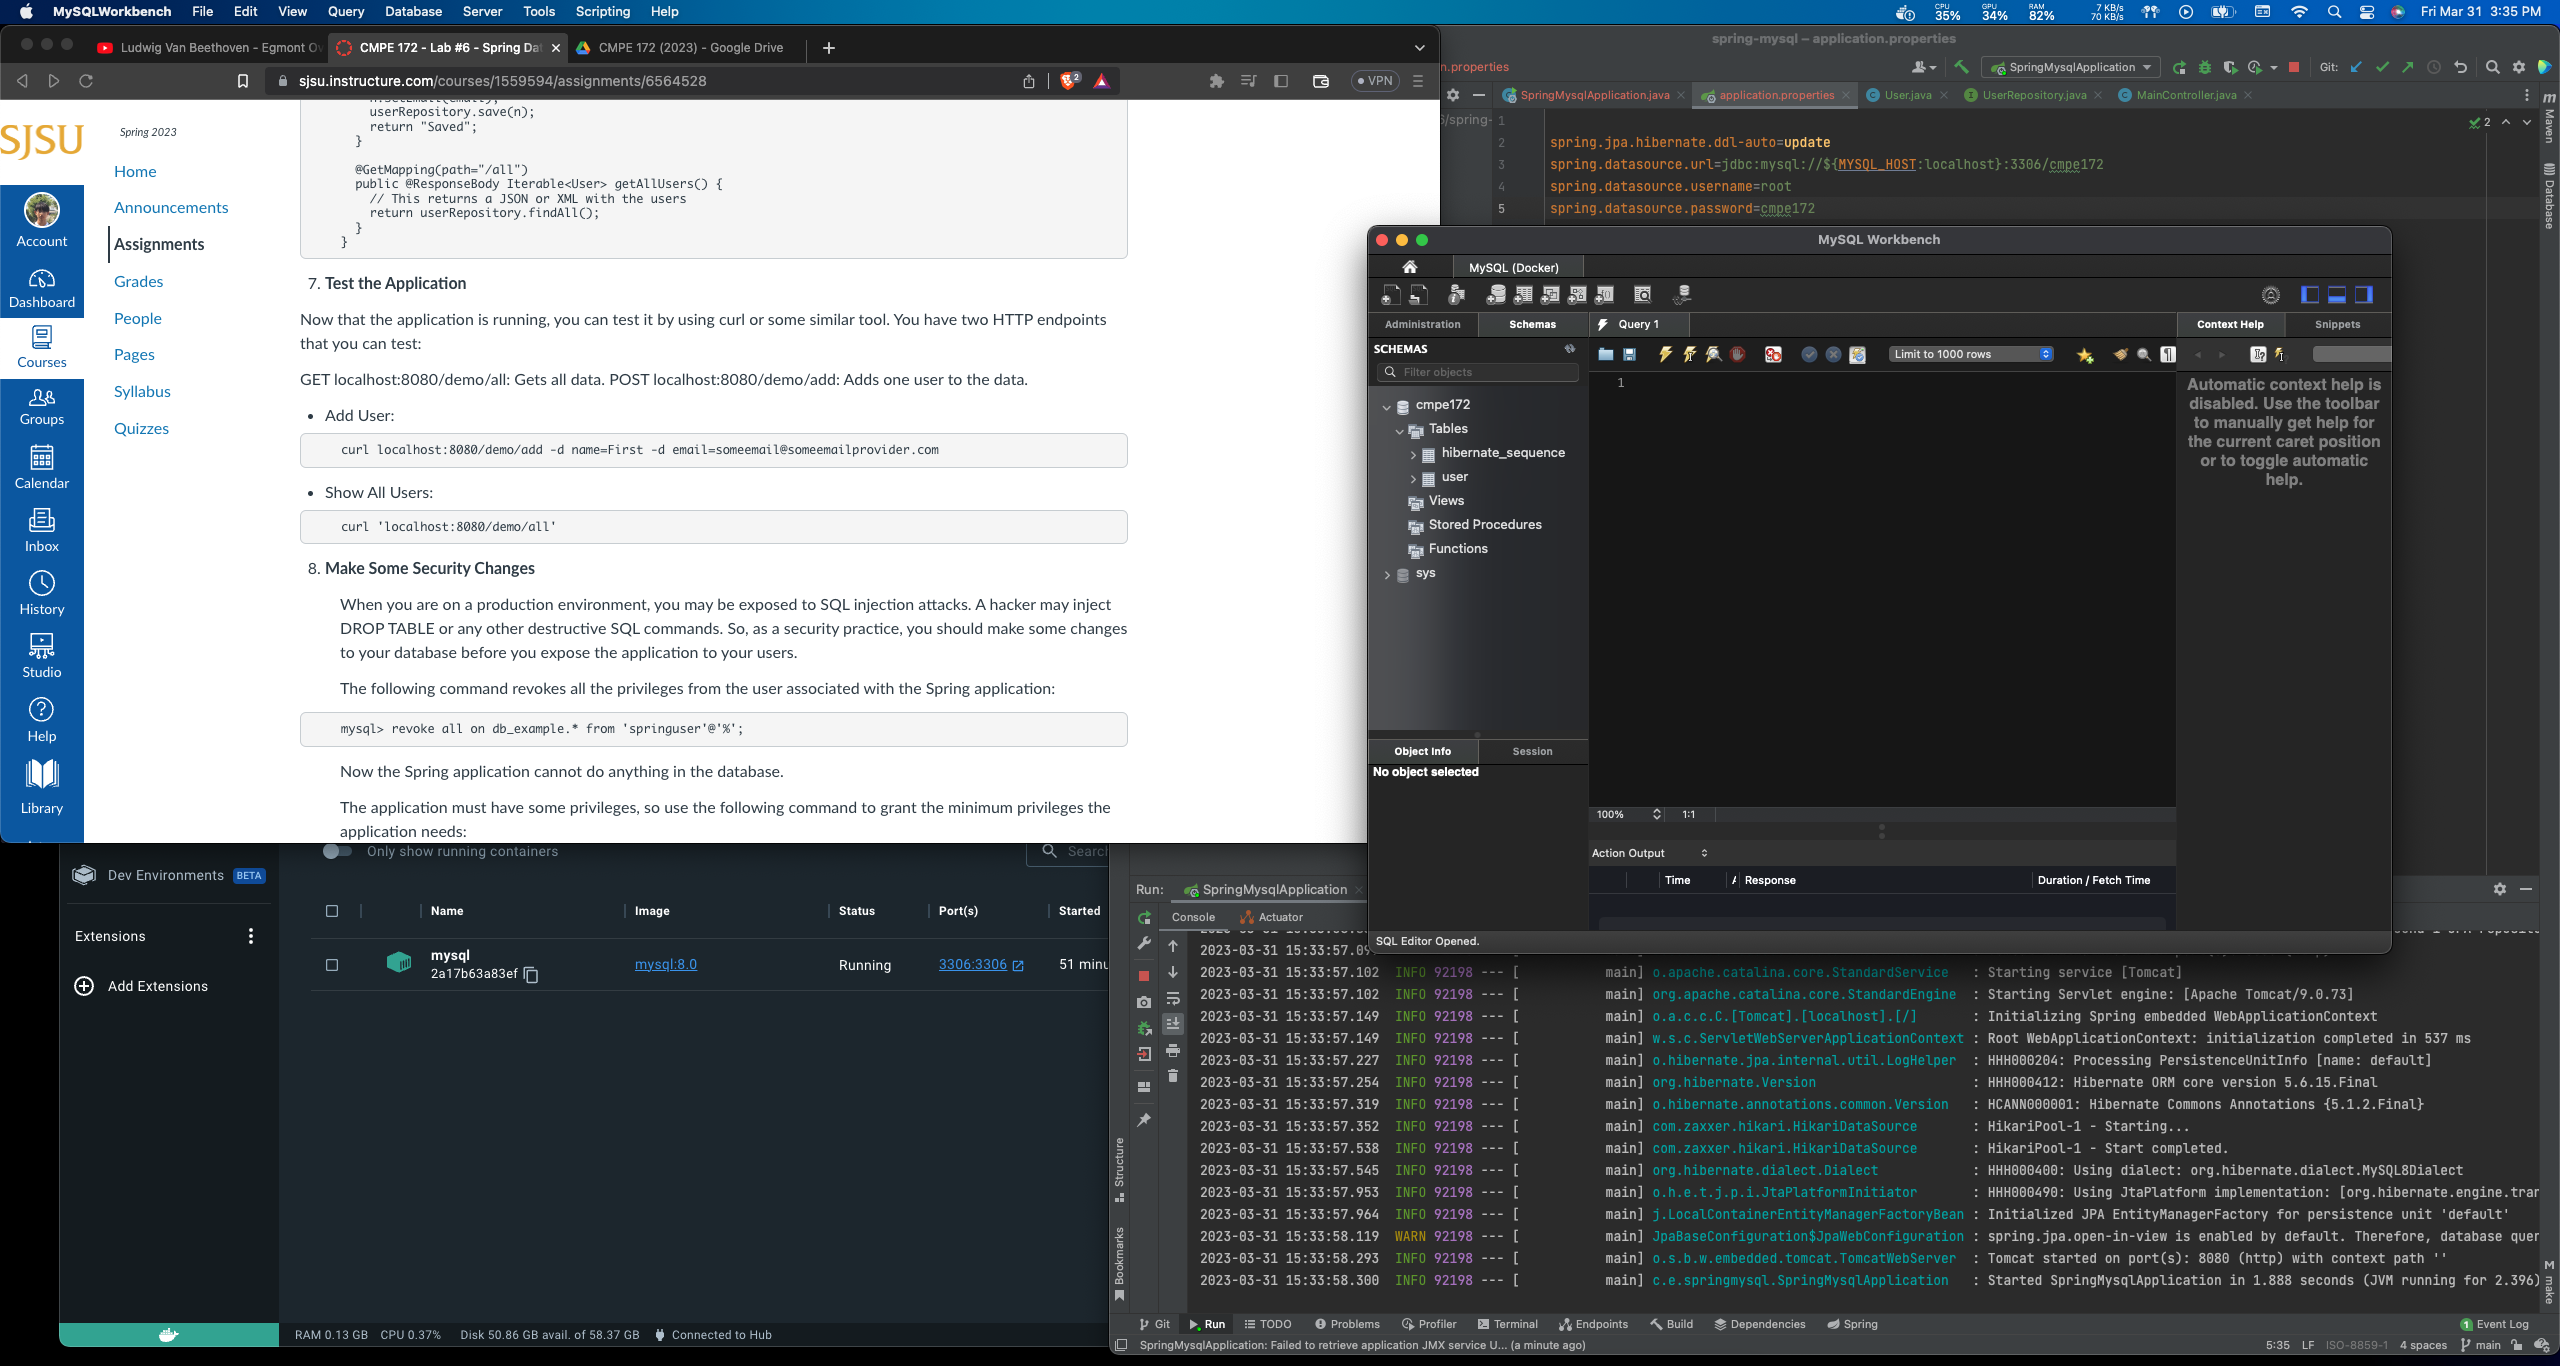 MySQLWorkbench File Edit View Query Database Server Tools Scripting Help
CPU 35% GPU 34% RAM 82% 7 KB/s 70 KB/s Fri Mar 31 3:35 PM
Ludwig Van Beethoven - Egmont Ov
CMPE 172 - Lab #6 - Spring Dat
CMPE 172 (2023) - Google Drive
sjsu.instructure.com/courses/1559594/assignments/6564528
2
VPN
SJSU
Account
Dashboard
Courses
Groups
Calendar
Inbox
History
Studio
Help
Library
Spring 2023
Home
Announcements
Assignments
Grades
People
Pages
Syllabus
Quizzes
n.setEmail(email);
userRepository.save(n);
return "Saved";
}
@GetMapping(path="/all")
public @ResponseBody Iterable<User> getAllUsers() {
// This returns a JSON or XML with the users
return userRepository.findAll();
}
}
7. Test the Application
Now that the application is running, you can test it by using curl or some similar tool. You have two HTTP endpoints
that you can test:
GET localhost:8080/demo/all: Gets all data. POST localhost:8080/demo/add: Adds one user to the data.
• Add User:
curl localhost:8080/demo/add -d name=First -d email=someemail@someemailprovider.com
• Show All Users:
curl 'localhost:8080/demo/all'
8. Make Some Security Changes
When you are on a production environment, you may be exposed to SQL injection attacks. A hacker may inject
DROP TABLE or any other destructive SQL commands. So, as a security practice, you should make some changes
to your database before you expose the application to your users.
The following command revokes all the privileges from the user associated with the Spring application:
mysql> revoke all on db_example.* from 'springuser'@'%';
Now the Spring application cannot do anything in the database.
The application must have some privileges, so use the following command to grant the minimum privileges the
application needs:
spring-mysql – application.properties
n.properties
SpringMysqlApplication
Git:
SpringMysqlApplication.java
application.properties
User.java
UserRepository.java
MainController.java
6/spring-
2
Maven
Database
1
2 spring.jpa.hibernate.ddl-auto=update
3 spring.datasource.url=jdbc:mysql://${MYSQL_HOST:localhost}:3306/cmpe172
4 spring.datasource.username=root
5 spring.datasource.password=cmpe172
MySQL Workbench
MySQL (Docker)
Administration Schemas
Query 1
Context Help Snippets
SCHEMAS
Filter objects
Limit to 1000 rows
cmpe172
Tables
hibernate_sequence
user
Views
Stored Procedures
Functions
sys
1
Automatic context help is
disabled. Use the toolbar
to manually get help for
the current caret position
or to toggle automatic
help.
Object Info Session
No object selected
100% 1:1
Action Output
Time A Response Duration / Fetch Time
SQL Editor Opened.
Dev Environments BETA
Extensions
Add Extensions
Only show running containers
Search
Name Image Status Port(s) Started
mysql
2a17b63a83ef
mysql:8.0 Running 3306:3306 51 minu
RAM 0.13 GB CPU 0.37% Disk 50.86 GB avail. of 58.37 GB Connected to Hub
Run: SpringMysqlApplication
Console Actuator
2023-03-31 15:33:57.09
2023-03-31 15:33:57.102 INFO 92198 --- [ main] o.apache.catalina.core.StandardService : Starting service [Tomcat]
2023-03-31 15:33:57.102 INFO 92198 --- [ main] org.apache.catalina.core.StandardEngine : Starting Servlet engine: [Apache Tomcat/9.0.73]
2023-03-31 15:33:57.149 INFO 92198 --- [ main] o.a.c.c.C.[Tomcat].[localhost].[/] : Initializing Spring embedded WebApplicationContext
2023-03-31 15:33:57.149 INFO 92198 --- [ main] w.s.c.ServletWebServerApplicationContext : Root WebApplicationContext: initialization completed in 537 ms
2023-03-31 15:33:57.227 INFO 92198 --- [ main] o.hibernate.jpa.internal.util.LogHelper : HHH000204: Processing PersistenceUnitInfo [name: default]
2023-03-31 15:33:57.254 INFO 92198 --- [ main] org.hibernate.Version : HHH000412: Hibernate ORM core version 5.6.15.Final
2023-03-31 15:33:57.319 INFO 92198 --- [ main] o.hibernate.annotations.common.Version : HCANN000001: Hibernate Commons Annotations {5.1.2.Final}
2023-03-31 15:33:57.352 INFO 92198 --- [ main] com.zaxxer.hikari.HikariDataSource : HikariPool-1 - Starting...
2023-03-31 15:33:57.538 INFO 92198 --- [ main] com.zaxxer.hikari.HikariDataSource : HikariPool-1 - Start completed.
2023-03-31 15:33:57.545 INFO 92198 --- [ main] org.hibernate.dialect.Dialect : HHH000400: Using dialect: org.hibernate.dialect.MySQL8Dialect
2023-03-31 15:33:57.953 INFO 92198 --- [ main] o.h.e.t.j.p.i.JtaPlatformInitiator : HHH000490: Using JtaPlatform implementation: [org.hibernate.engine.tran
2023-03-31 15:33:57.964 INFO 92198 --- [ main] j.LocalContainerEntityManagerFactoryBean : Initialized JPA EntityManagerFactory for persistence unit 'default'
2023-03-31 15:33:58.119 WARN 92198 --- [ main] JpaBaseConfiguration$JpaWebConfiguration : spring.jpa.open-in-view is enabled by default. Therefore, database quer
2023-03-31 15:33:58.293 INFO 92198 --- [ main] o.s.b.w.embedded.tomcat.TomcatWebServer : Tomcat started on port(s): 8080 (http) with context path ''
2023-03-31 15:33:58.300 INFO 92198 --- [ main] c.e.springmysql.SpringMysqlApplication : Started SpringMysqlApplication in 1.888 seconds (JVM running for 2.396)
Structure
Bookmarks
make
Git Run TODO Problems Profiler Terminal Endpoints Build Dependencies Spring
1 Event Log
SpringMysqlApplication: Failed to retrieve application JMX service U... (a minute ago)
5:35 LF ISO-8859-1 4 spaces main